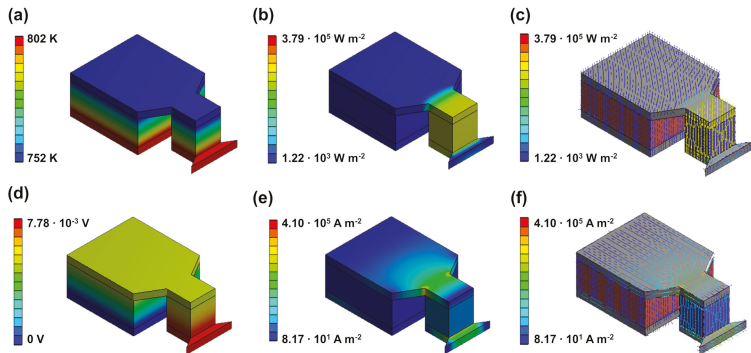 (a)
802 K
752 K
(b)
3.79 · 10⁵ W m⁻²
1.22 · 10³ W m⁻²
(c)
3.79 · 10⁵ W m⁻²
1.22 · 10³ W m⁻²
(d)
7.78 · 10⁻³ V
0 V
(e)
4.10 · 10⁵ A m⁻²
8.17 · 10¹ A m⁻²
(f)
4.10 · 10⁵ A m⁻²
8.17 · 10¹ A m⁻²